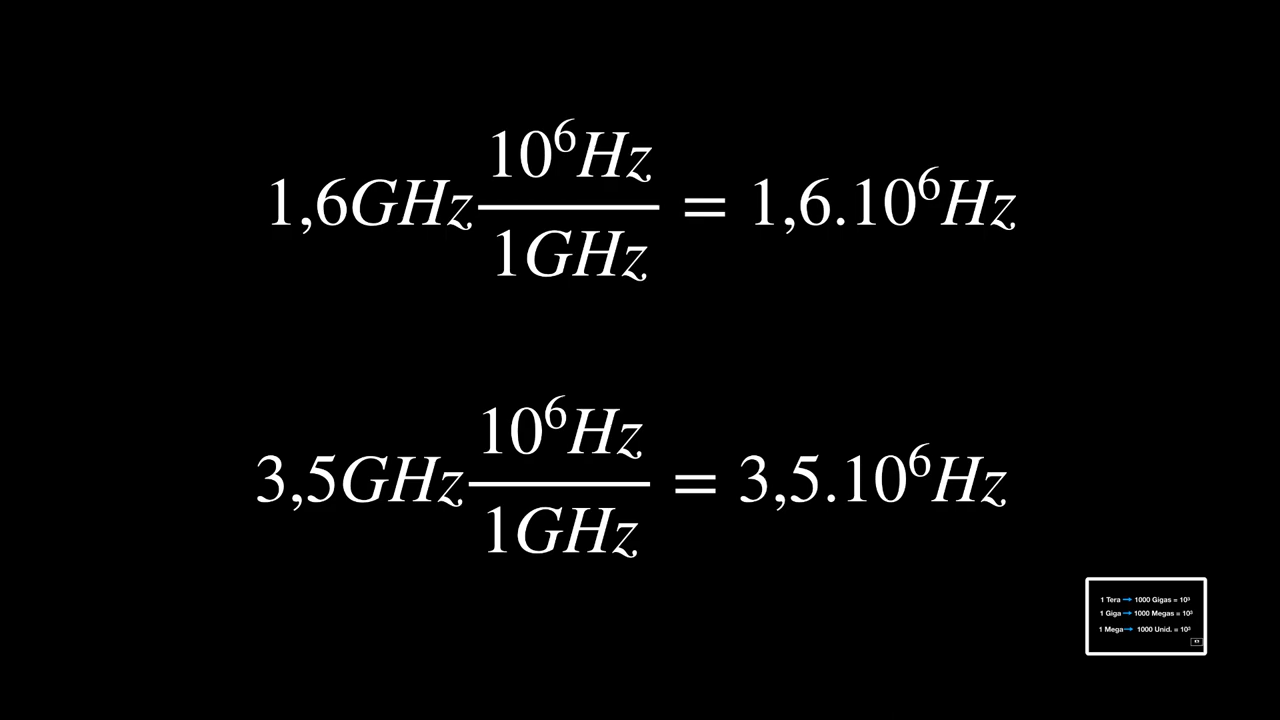 1,6GHz 10⁶Hz / 1GHz = 1,6.10⁶Hz
3,5GHz 10⁶Hz / 1GHz = 3,5.10⁶Hz
1 Tera → 1000 Gigas = 10³
1 Giga → 1000 Megas = 10³
1 Mega → 1000 Unid. = 10³